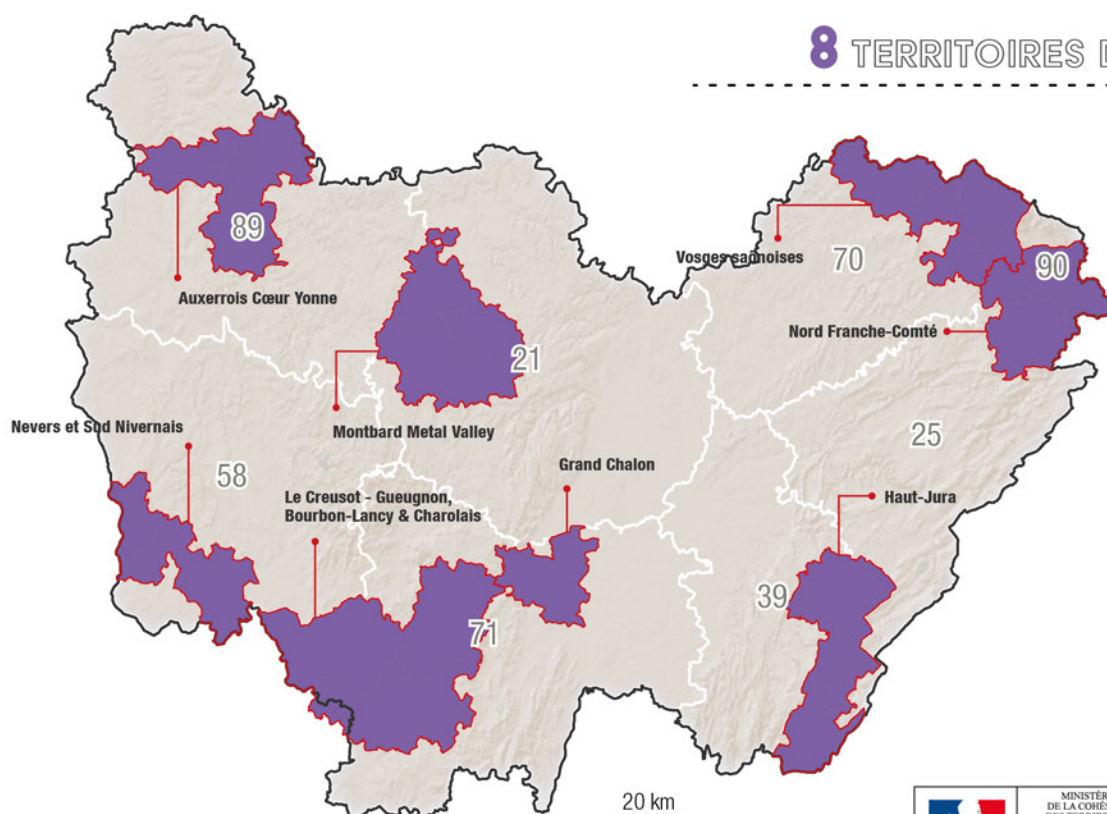 8 TERRITOIRES D
89
Auxerrois Cœur Yonne
Vosges saônoises
70
90
Nord Franche-Comté
21
Montbard Metal Valley
Nevers et Sud Nivernais
58
25
Grand Chalon
Le Creusot - Gueugnon,
Bourbon-Lancy & Charolais
Haut-Jura
39
71
20 km
MINISTÈR
DE LA COHÉS